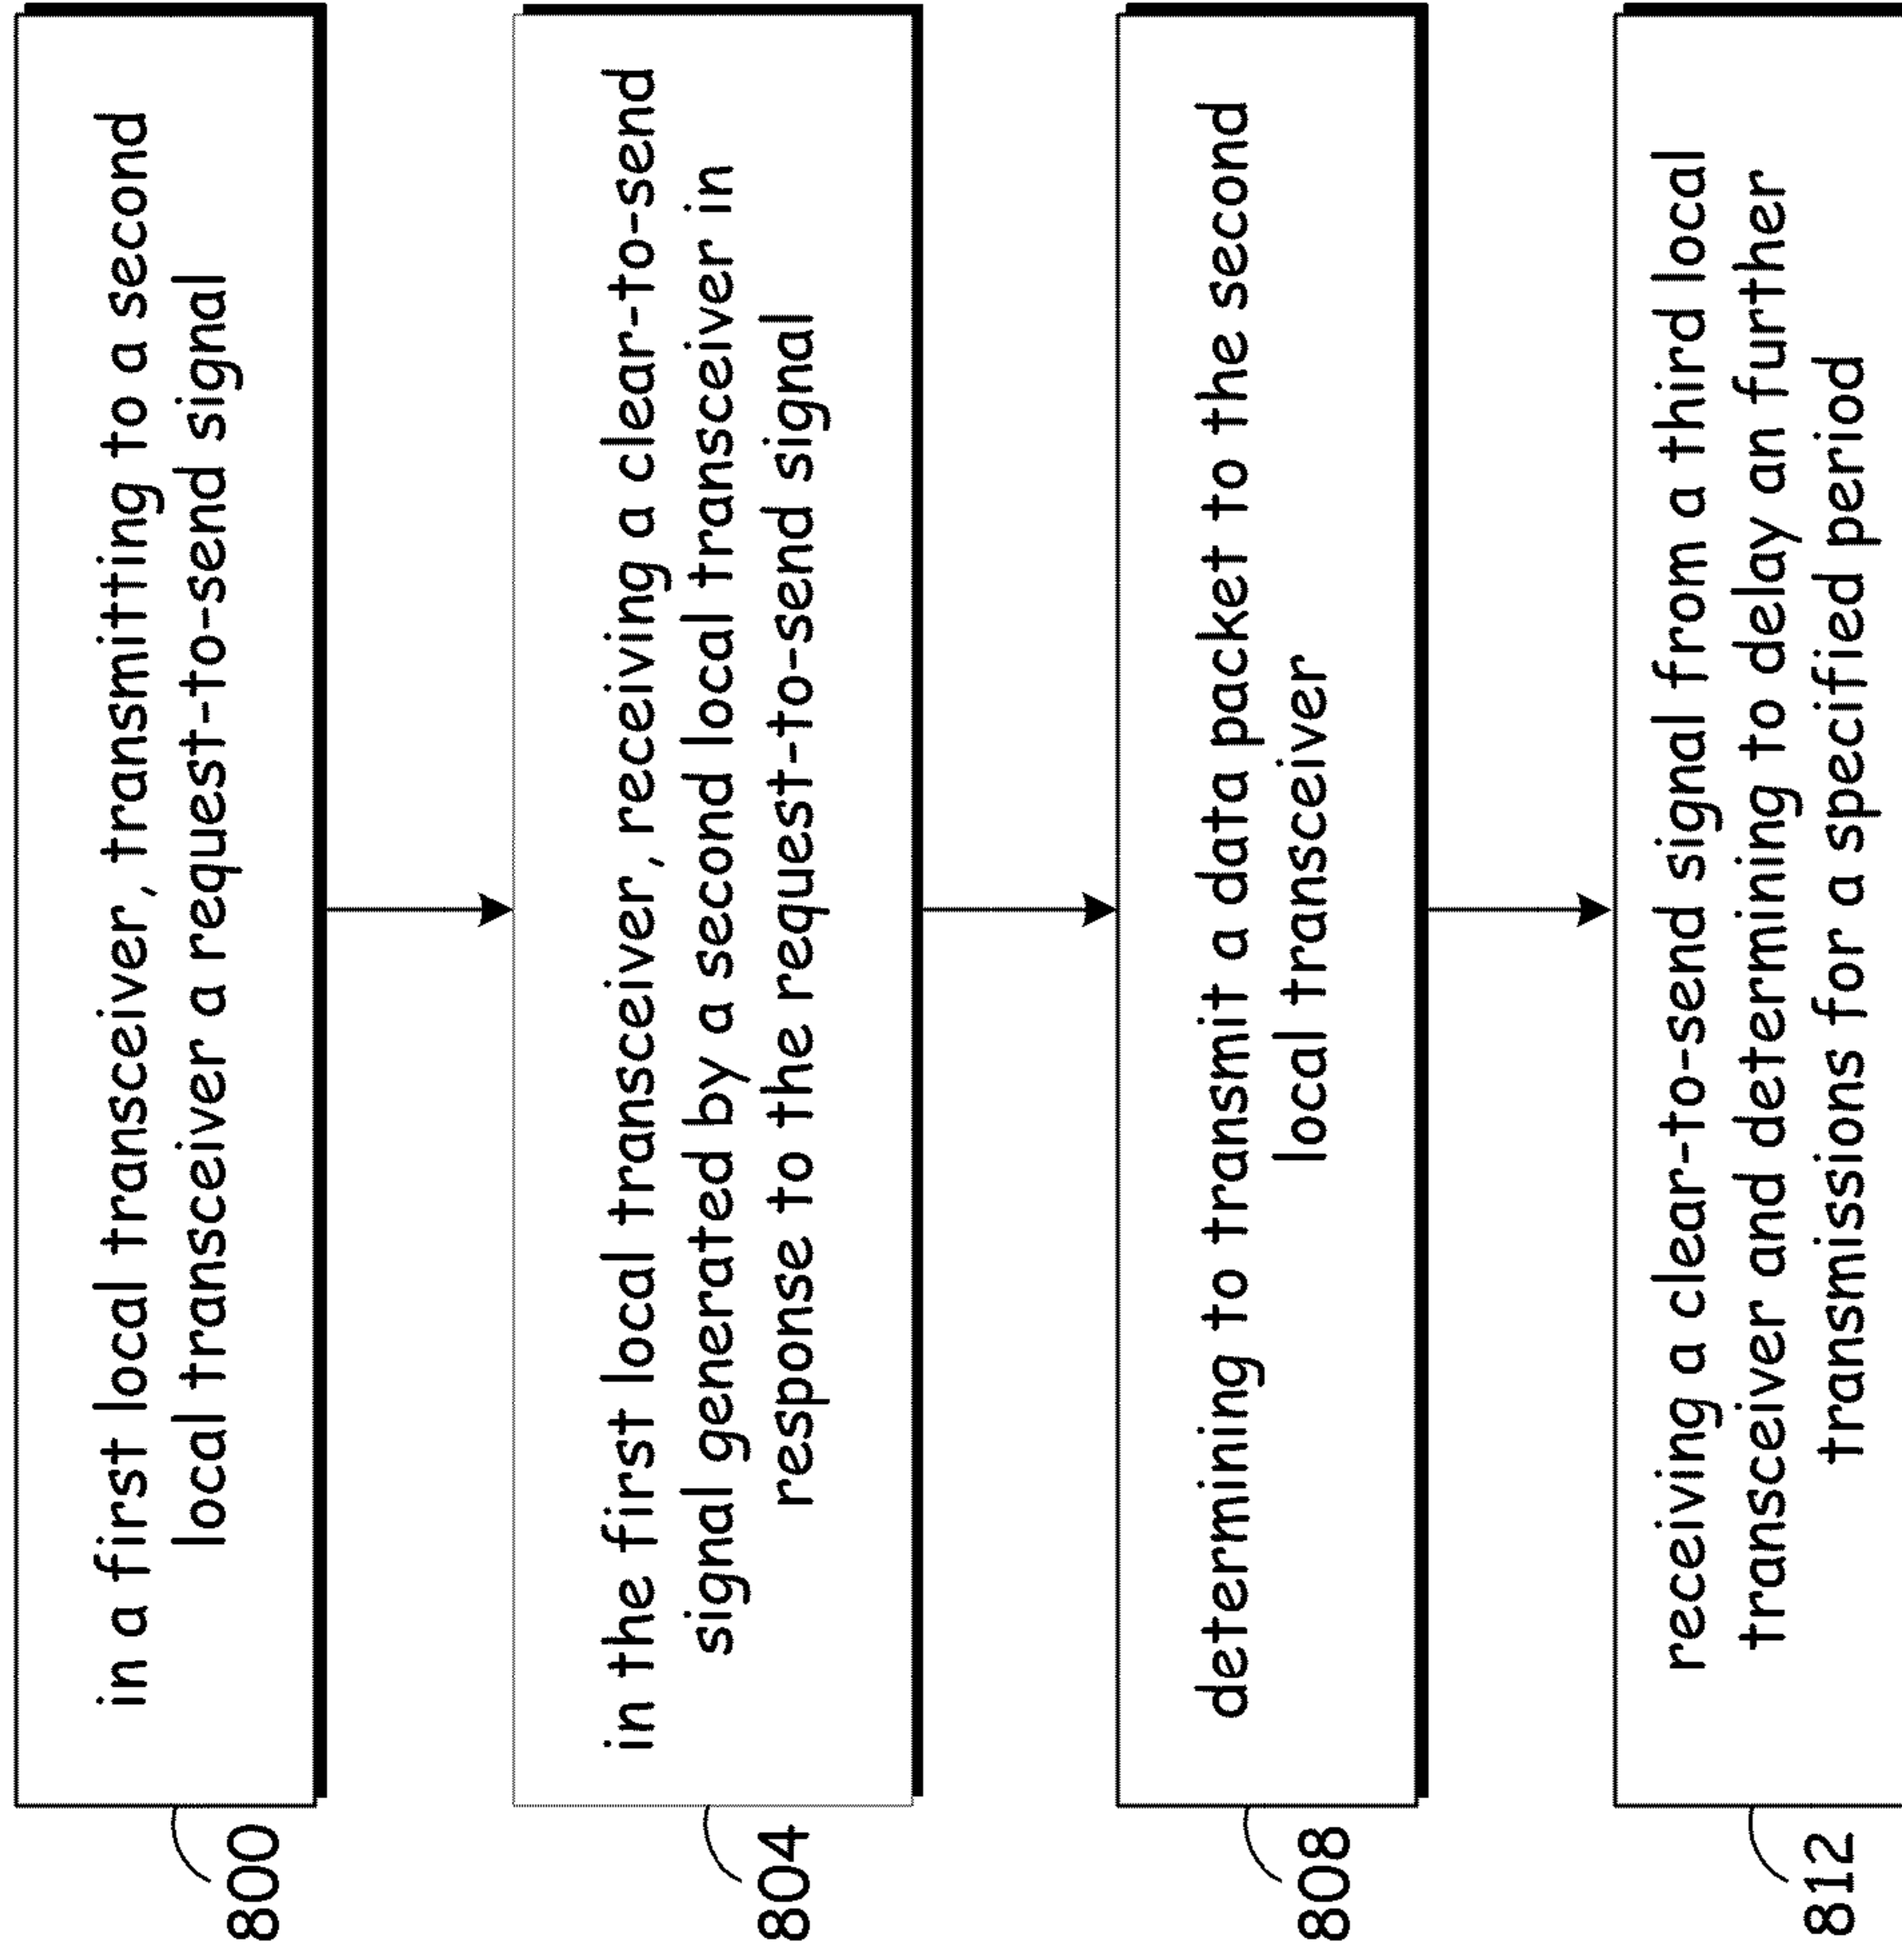 in a first local transceiver, transmitting to a second
local transceiver a request-to-send signal
800
in the first local transceiver, receiving a clear-to-send
signal generated by a second local transceiver in
response to the request-to-send signal
804
determining to transmit a data packet to the second
local transceiver
808
receiving a clear-to-send signal from a third local
transceiver and determining to delay an further
transmissions for a specified period
812